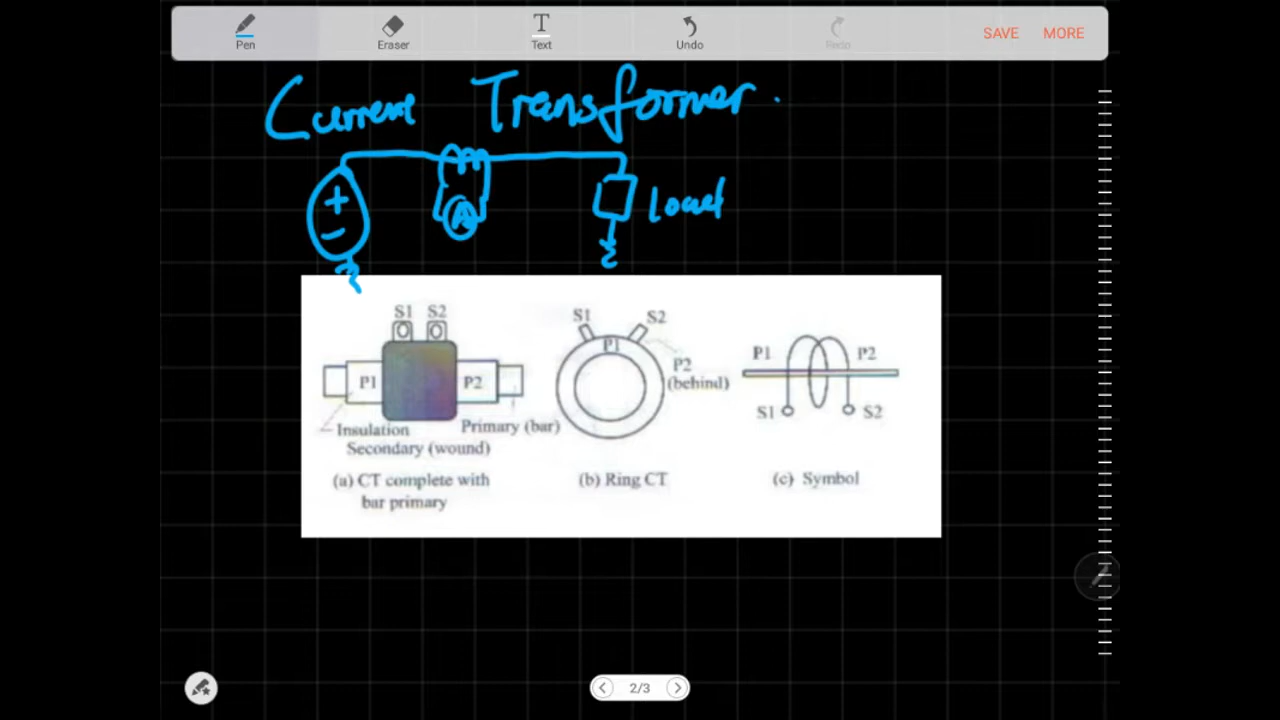 Pen
Eraser
Text
Undo
Redo
SAVE
MORE
Current Transformer.
+
-
A
Load
S1 S2
P1
P2
Insulation
Primary (bar)
Secondary (wound)
(a) CT complete with
bar primary
S1
S2
P1
P2
(behind)
(b) Ring CT
P1
P2
S1
S2
(c) Symbol
2/3